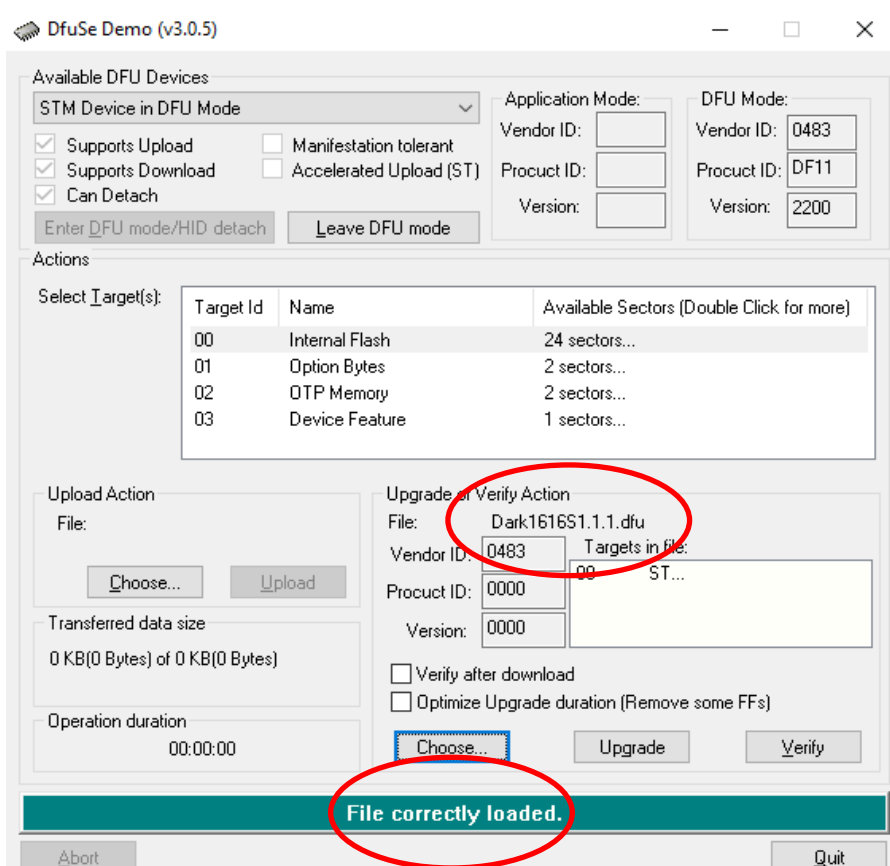 DfuSe Demo (v3.0.5)
Available DFU Devices
STM Device in DFU Mode
Supports Upload
Manifestation tolerant
Supports Download
Accelerated Upload (ST)
Can Detach
Enter DFU mode/HID detach
Leave DFU mode
Application Mode:
Vendor ID:
Procuct ID:
Version:
DFU Mode:
Vendor ID: 0483
Procuct ID: DF11
Version: 2200
Actions
Select Target(s):
Target Id Name Available Sectors (Double Click for more)
00 Internal Flash 24 sectors...
01 Option Bytes 2 sectors...
02 OTP Memory 2 sectors...
03 Device Feature 1 sectors...
Upload Action
File:
Choose... Upload
Transferred data size
0 KB(0 Bytes) of 0 KB(0 Bytes)
Operation duration
00:00:00
Upgrade or Verify Action
File: Dark1616S1.1.1.dfu
Vendor ID: 0483
Procuct ID: 0000
Version: 0000
Targets in file:
00 ST...
Verify after download
Optimize Upgrade duration (Remove some FFs)
Choose... Upgrade Verify
File correctly loaded.
Abort Quit